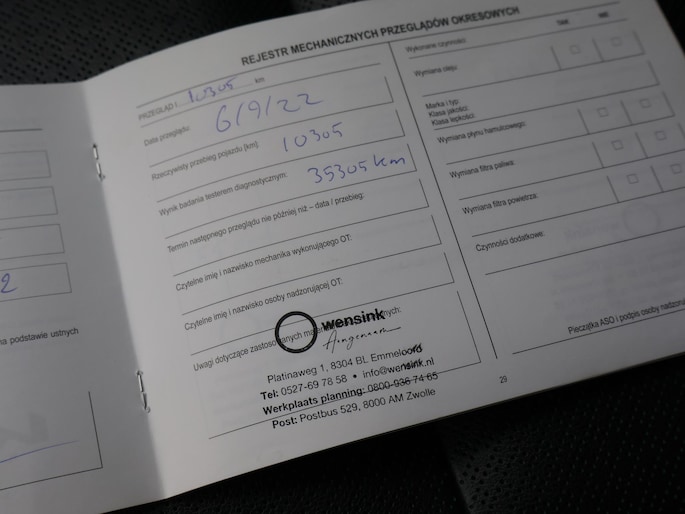 REJESTR MECHANICZNYCH PRZEGLĄDÓW OKRESOWYCH
PRZEGLĄD I 10305 km
Data przeglądu: 6/9/22
Rzeczywisty przebieg pojazdu [km]: 10305
Wynik badania testerem diagnostycznym: 35305 km
Termin następnego przeglądu nie później niż – data / przebieg:
Czytelne imię i nazwisko mechanika wykonującego OT:
Czytelne imię i nazwisko osoby nadzorującej OT:
Uwagi dotyczące zastosowanych
wensink
Platinaweg 1, 8304 BL Emmeloord
Tel: 0527-69 78 58 • info@wensink.nl
Werkplaats planning: 0800-936 74 65
Post: Postbus 529, 8000 AM Zwolle
TAK NIE
Wykonane czynności:
Wymiana oleju:
Marka i typ:
Klasa jakości:
Klasa lepkości:
Wymiana płynu hamulcowego:
Wymiana filtra paliwa:
Wymiana filtra powietrza:
Czynności dodatkowe:
Pieczątka ASO i podpis osoby nadzoru
29
2
na podstawie ustnych